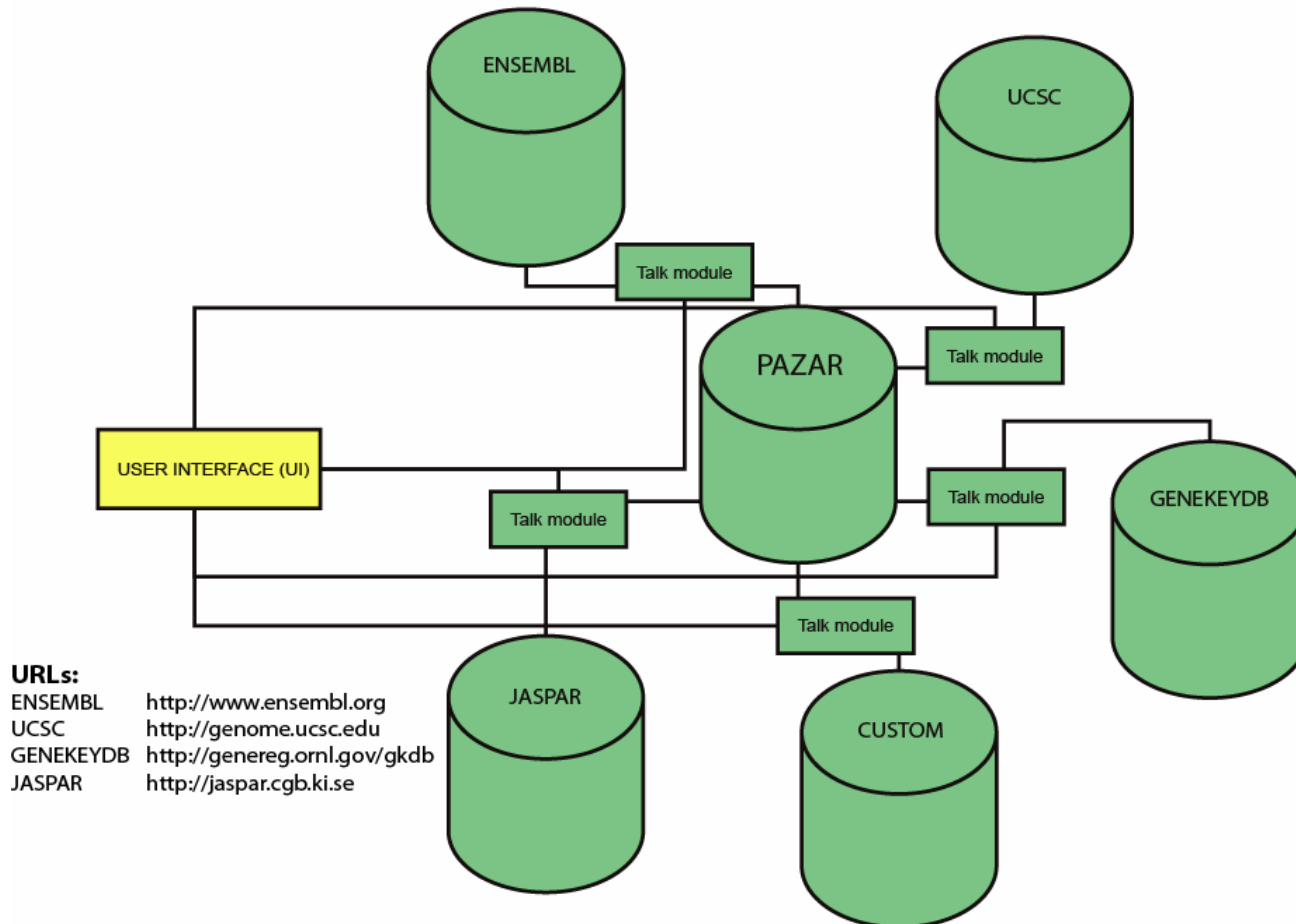 ENSEMBL
UCSC
Talk module
PAZAR
Talk module
USER INTERFACE (UI)
Talk module
GENEKEYDB
Talk module
Talk module
JASPAR
CUSTOM
URLs:
ENSEMBL http://www.ensembl.org
UCSC http://genome.ucsc.edu
GENEKEYDB http://genereg.ornl.gov/gkdb
JASPAR http://jaspar.cgb.ki.se